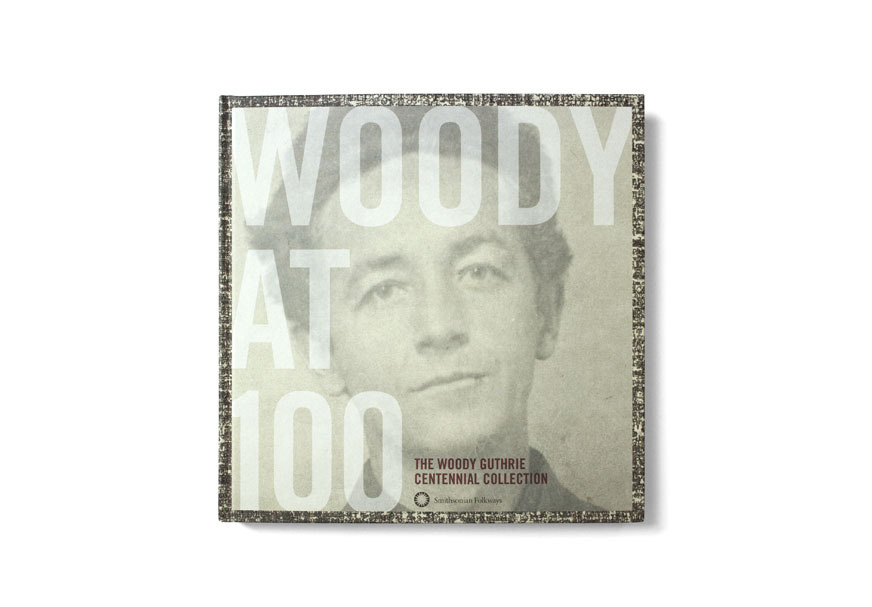 WOODY
AT
100
THE WOODY GUTHRIE
CENTENNIAL COLLECTION
Smithsonian Folkways